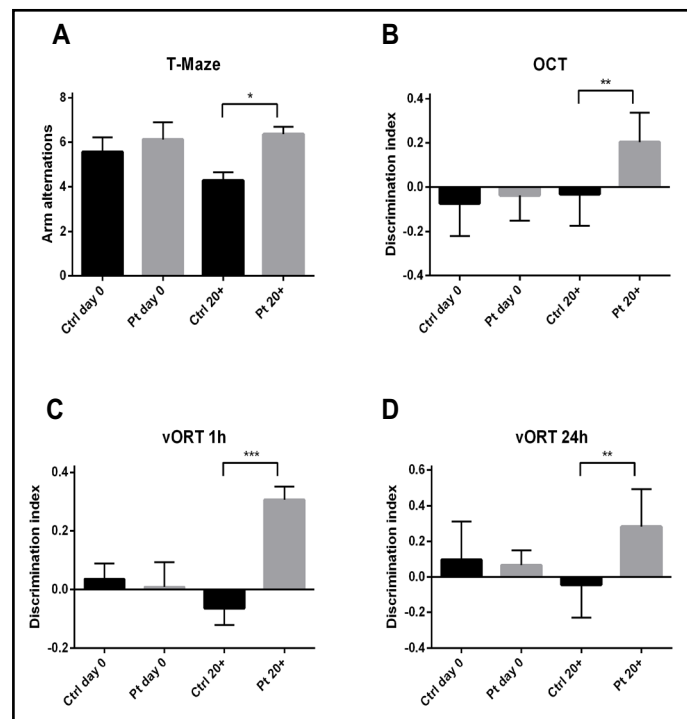 A
T-Maze
Arm alternations
8
6
4
2
0
*
Ctrl day 0
Pt day 0
Ctrl 20+
Pt 20+
B
OCT
Discrimination index
0.4
0.2
0.0
-0.2
-0.4
**
Ctrl day 0
Pt day 0
Ctrl 20+
Pt 20+
C
vORT 1h
Discrimination index
0.4
0.2
0.0
-0.2
***
Ctrl day 0
Pt day 0
Ctrl 20+
Pt 20+
D
vORT 24h
Discrimination index
0.6
0.4
0.2
0.0
-0.2
-0.4
**
Ctrl day 0
Pt day 0
Ctrl 20+
Pt 20+